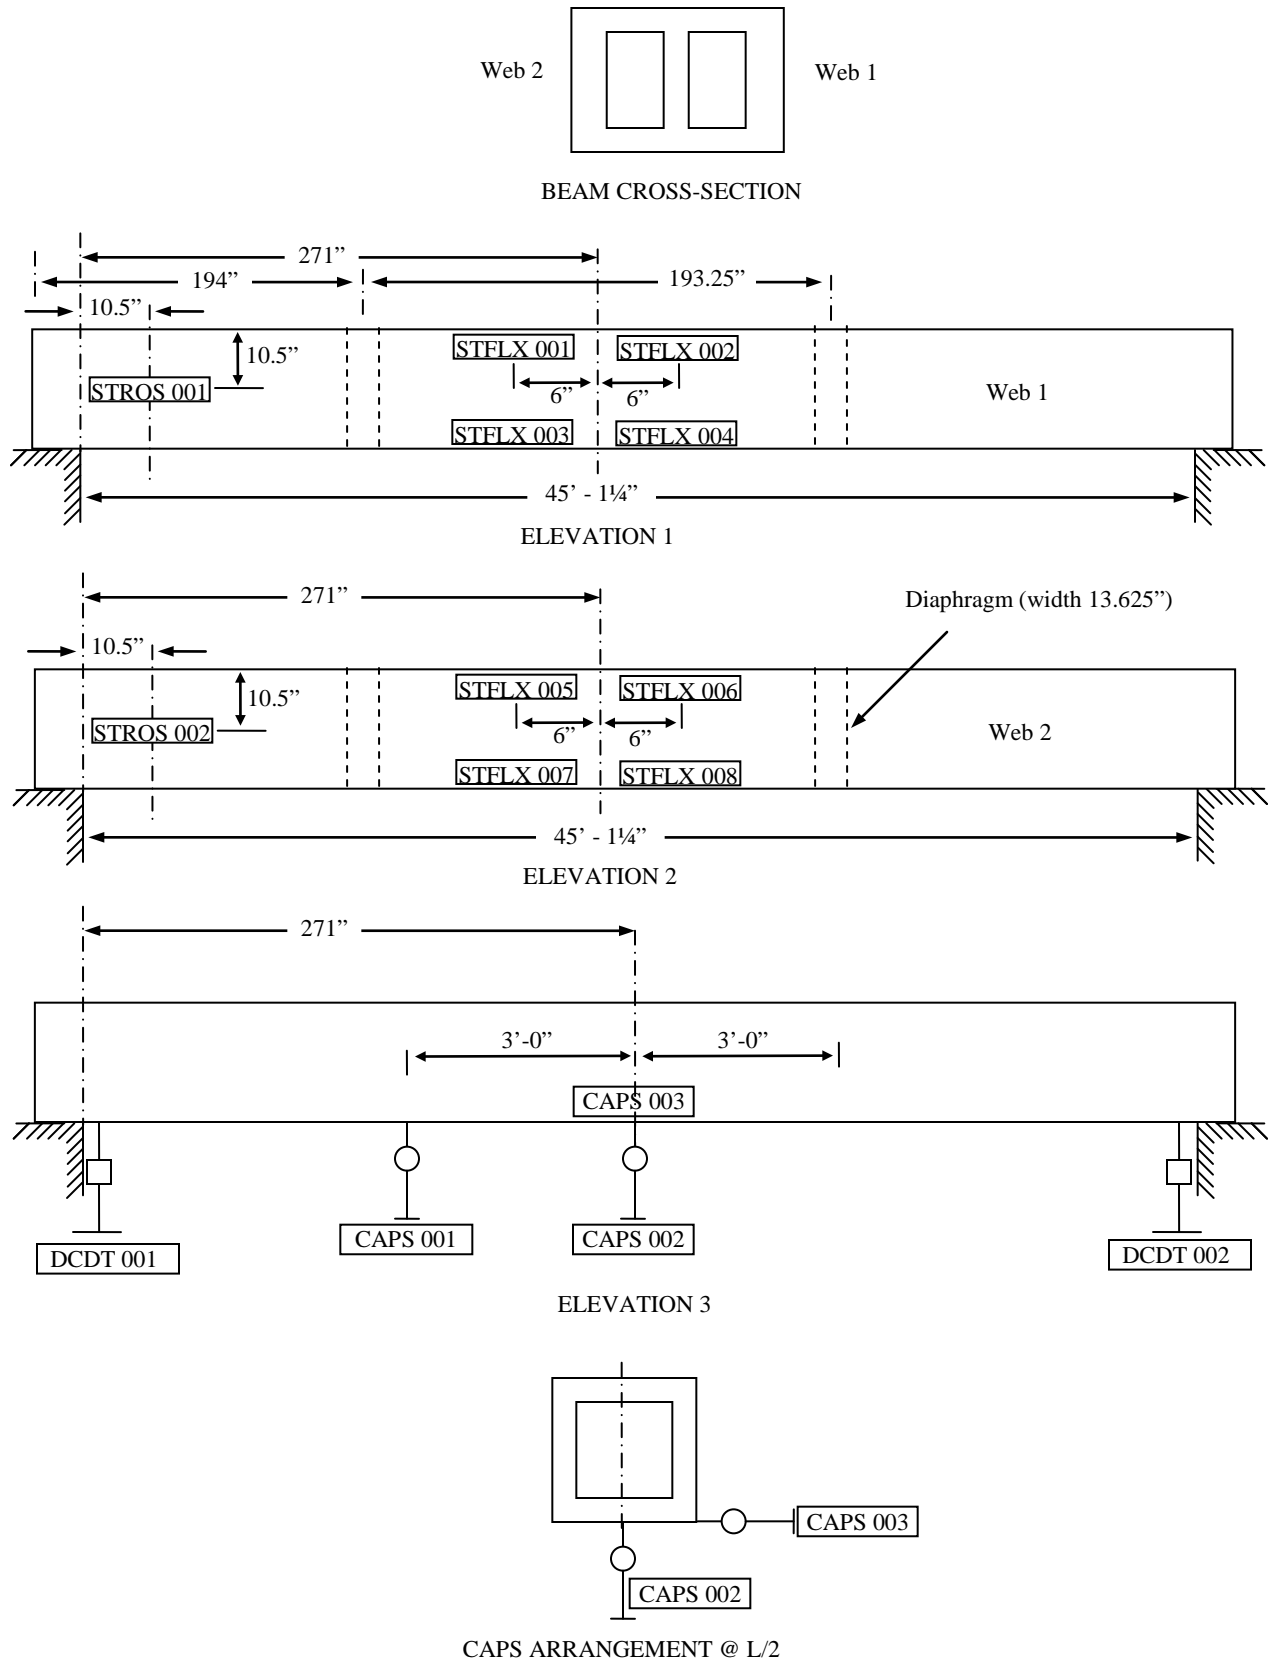 Web 2
Web 1
BEAM CROSS-SECTION
271”
194”
193.25”
10.5”
10.5”
STFLX 001
STFLX 002
STROS 001
6”
6”
Web 1
STFLX 003
STFLX 004
45’ - 1¼”
ELEVATION 1
271”
Diaphragm (width 13.625”)
10.5”
10.5”
STFLX 005
STFLX 006
STROS 002
6”
6”
Web 2
STFLX 007
STFLX 008
45’ - 1¼”
ELEVATION 2
271”
3’-0”
3’-0”
CAPS 003
CAPS 001
CAPS 002
DCDT 001
DCDT 002
ELEVATION 3
CAPS 003
CAPS 002
CAPS ARRANGEMENT @ L/2